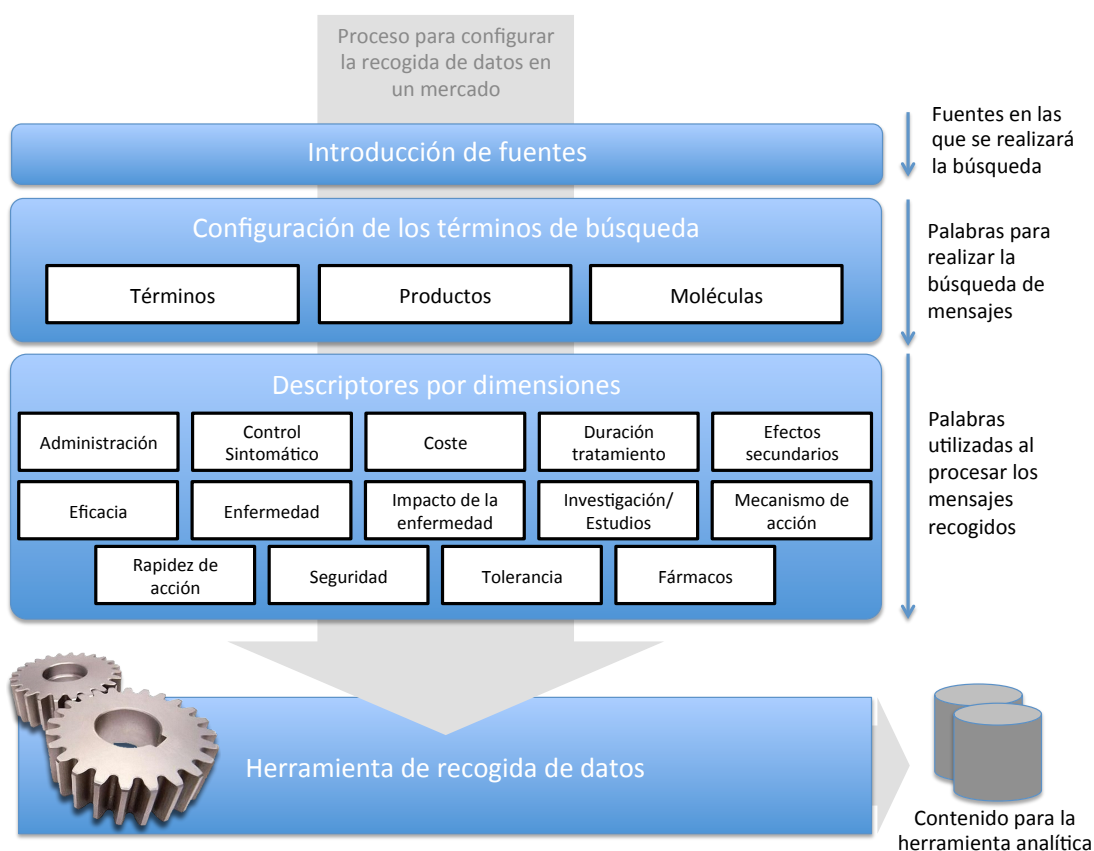 Proceso para configurar
la recogida de datos en
un mercado
Introducción de fuentes
Fuentes en las
que se realizará
la búsqueda
Configuración de los términos de búsqueda
Términos
Productos
Moléculas
Palabras para
realizar la
búsqueda de
mensajes
Descriptores por dimensiones
Administración
Control
Sintomático
Coste
Duración
tratamiento
Efectos
secundarios
Eficacia
Enfermedad
Impacto de la
enfermedad
Investigación/
Estudios
Mecanismo de
acción
Rapidez de
acción
Seguridad
Tolerancia
Fármacos
Palabras
utilizadas al
procesar los
mensajes
recogidos
Herramienta de recogida de datos
Contenido para la
herramienta analítica